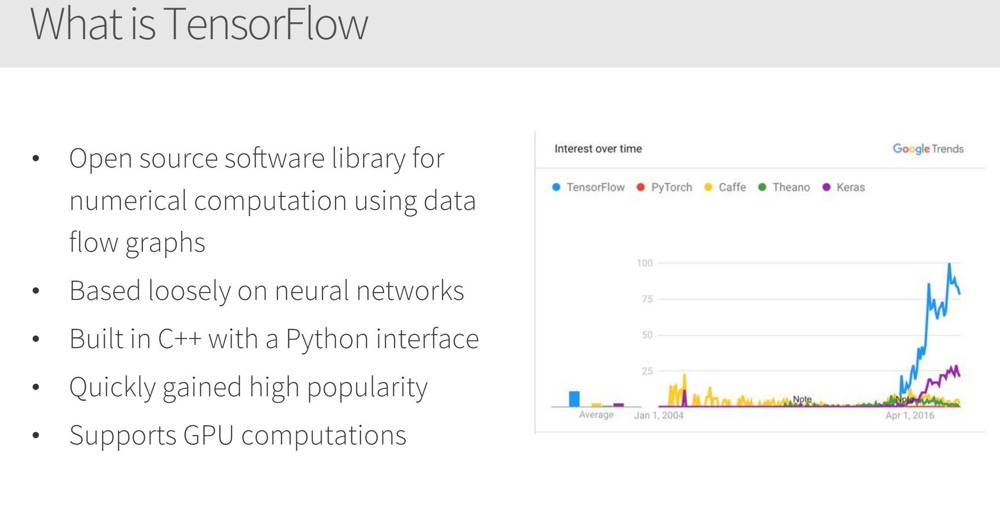 What is TensorFlow
• Open source software library for
numerical computation using data
flow graphs
• Based loosely on neural networks
• Built in C++ with a Python interface
• Quickly gained high popularity
• Supports GPU computations
Interest over time
Google Trends
TensorFlow PyTorch Caffe Theano Keras
100
75
50
25
Note Note
Average Jan 1, 2004 Apr 1, 2016